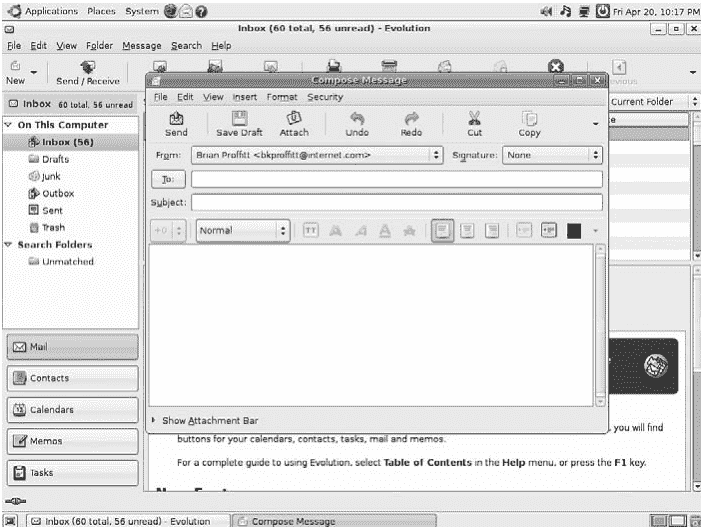 Applications Places System Fri Apr 20, 10:17 PM
Inbox (60 total, 56 unread) - Evolution
File Edit View Folder Message Search Help
New Send / Receive
Inbox 60 total, 56 unread Current Folder
Compose Message
File Edit View Insert Format Security
Send Save Draft Attach Undo Redo Cut Copy
From: Brian Proffitt <bkproffitt@internet.com> Signature: None
To:
Subject:
+0 Normal TT
On This Computer
Inbox (56)
Drafts
Junk
Outbox
Sent
Trash
Search Folders
Unmatched
Mail
Contacts
Calendars
Memos
Tasks
Show Attachment Bar
, you will find
buttons for your calendars, contacts, tasks, mail and memos.
For a complete guide to using Evolution, select Table of Contents in the Help menu, or press the F1 key.
Inbox (60 total, 56 unread) - Evolution Compose Message